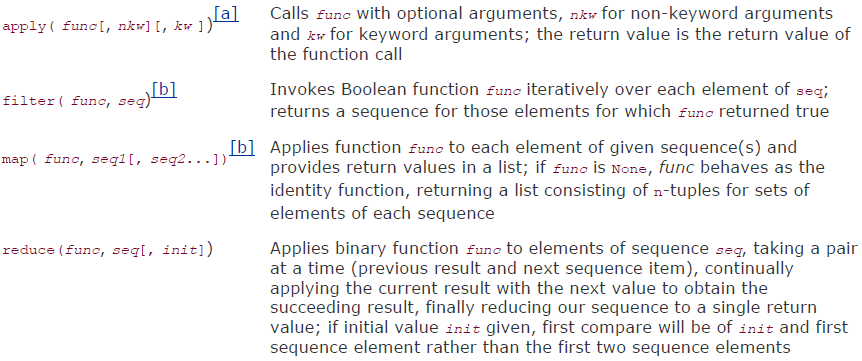 apply( func[, nkw][, kw ])[a]
Calls func with optional arguments, nkw for non-keyword arguments
and kw for keyword arguments; the return value is the return value of
the function call
filter( func, seq)[b]
Invokes Boolean function func iteratively over each element of seq;
returns a sequence for those elements for which func returned true
map( func, seq1[, seq2...])[b]
Applies function func to each element of given sequence(s) and
provides return values in a list; if func is None, func behaves as the
identity function, returning a list consisting of n-tuples for sets of
elements of each sequence
reduce(func, seq[, init])
Applies binary function func to elements of sequence seq, taking a pair
at a time (previous result and next sequence item), continually
applying the current result with the next value to obtain the
succeeding result, finally reducing our sequence to a single return
value; if initial value init given, first compare will be of init and first
sequence element rather than the first two sequence elements